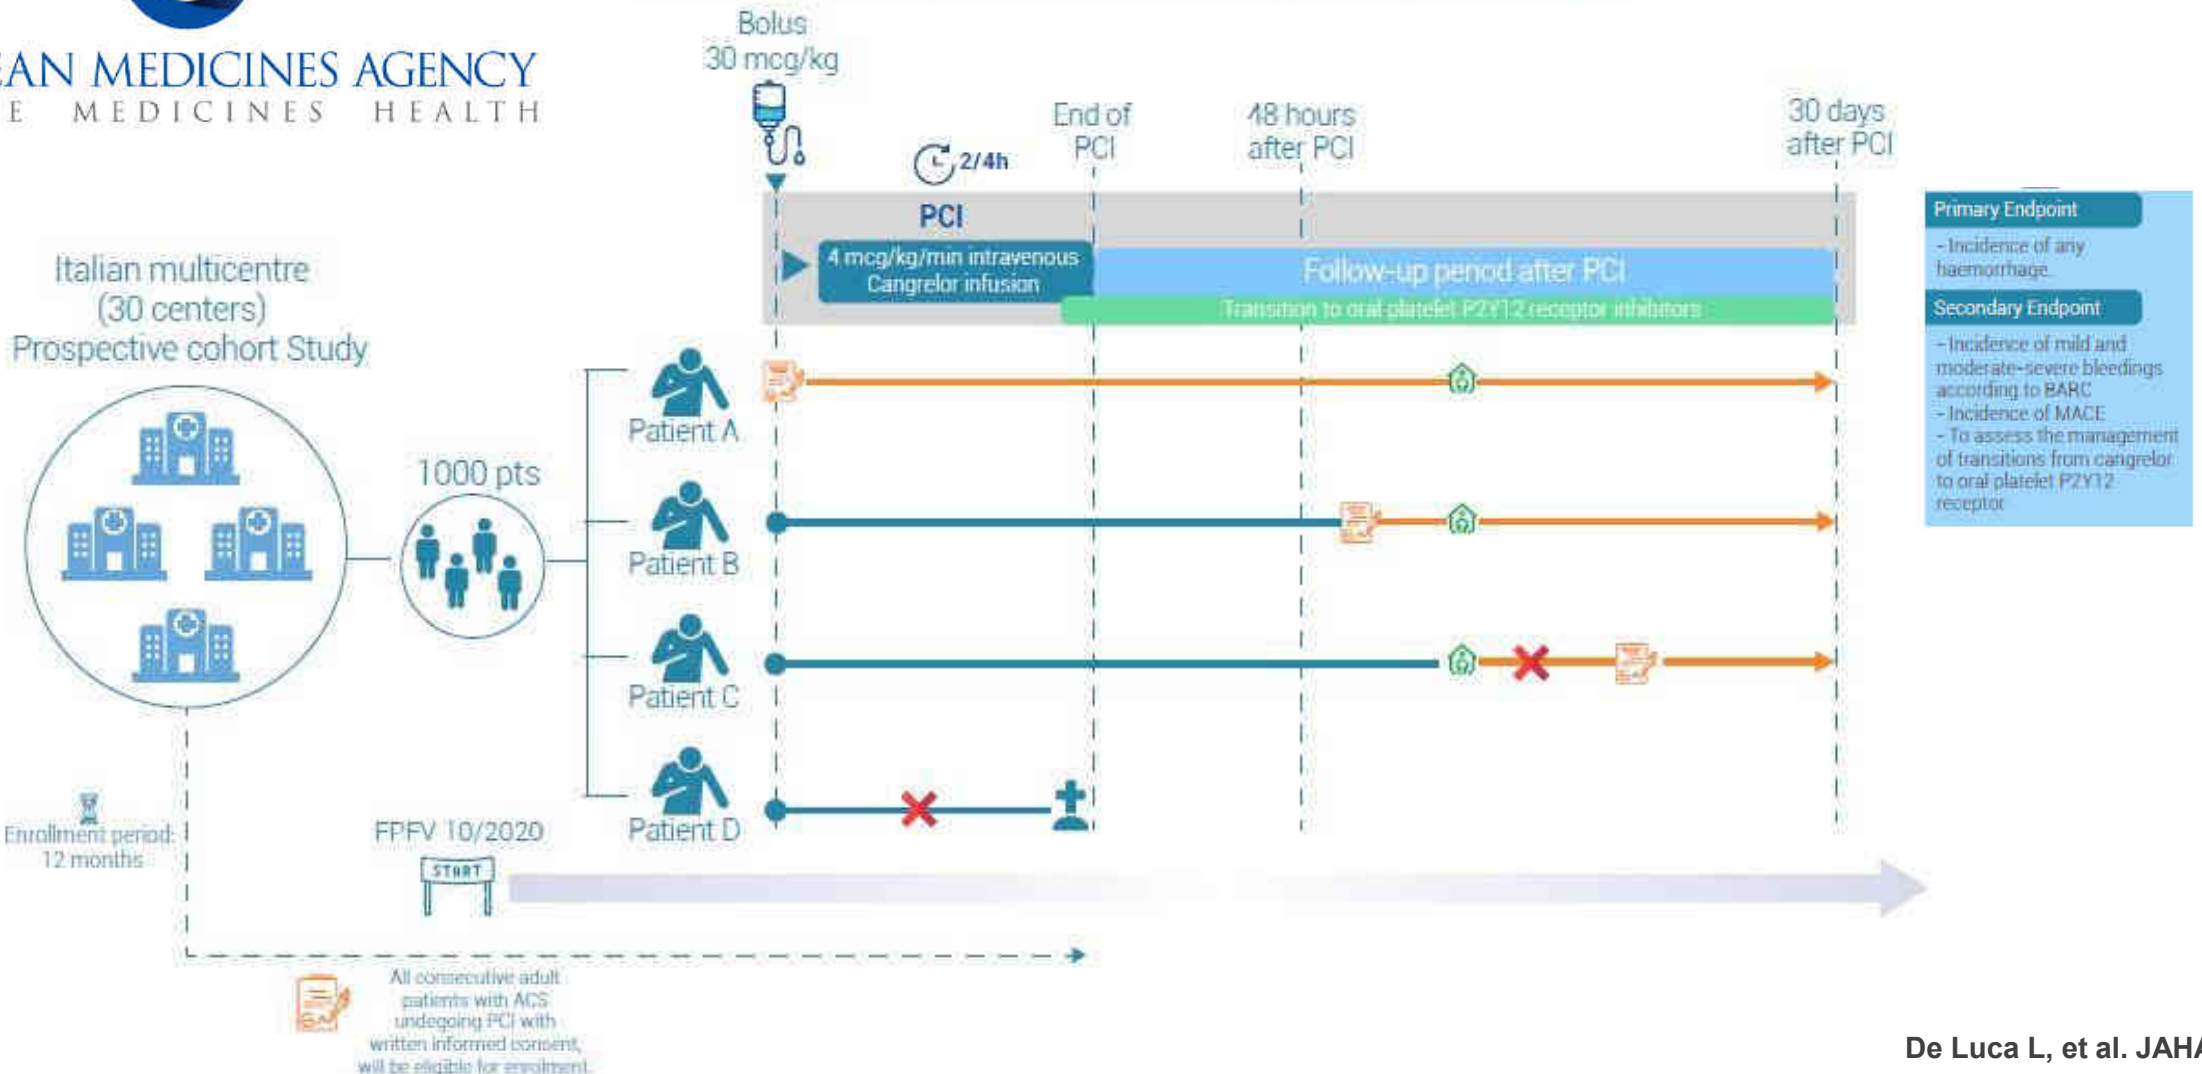 EAN MEDICINES AGENCY
E MEDICINES HEALTH
Bolus
30 mcg/kg
2/4h
End of
PCI
48 hours
after PCI
30 days
after PCI
PCI
4 mcg/kg/min intravenous
Cangrelor infusion
Follow-up period after PCI
Transition to oral platelet P2Y12 receptor inhibitors
Primary Endpoint
- Incidence of any
haemorrhage.
Secondary Endpoint
- Incidence of mild and
moderate-severe bleedings
according to BARC
- Incidence of MACE
- To assess the management
of transitions from cangrelor
to oral platelet P2Y12
receptor
Italian multicentre
(30 centers)
Prospective cohort Study
1000 pts
Patient A
Patient B
Patient C
Patient D
Enrollment period:
12 months
FPFV 10/2020
START
All consecutive adult
patients with ACS
undegoing PCI with
written informed consent,
will be eligible for enrolment.
De Luca L, et al. JAHA